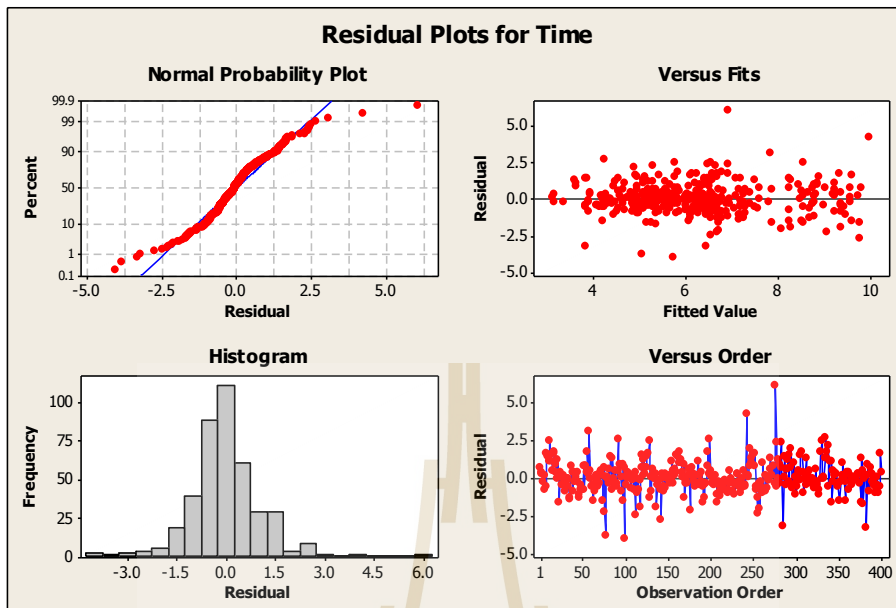 Residual Plots for Time
Normal Probability Plot
99.9
99
90
50
10
1
0.1
Percent
-5.0 -2.5 0.0 2.5 5.0
Residual
Versus Fits
5.0
2.5
0.0
-2.5
-5.0
Residual
4 6 8 10
Fitted Value
Histogram
100
75
50
25
0
Frequency
-3.0 -1.5 0.0 1.5 3.0 4.5 6.0
Residual
Versus Order
5.0
2.5
0.0
-2.5
-5.0
Residual
1 50 100 150 200 250 300 350 400
Observation Order